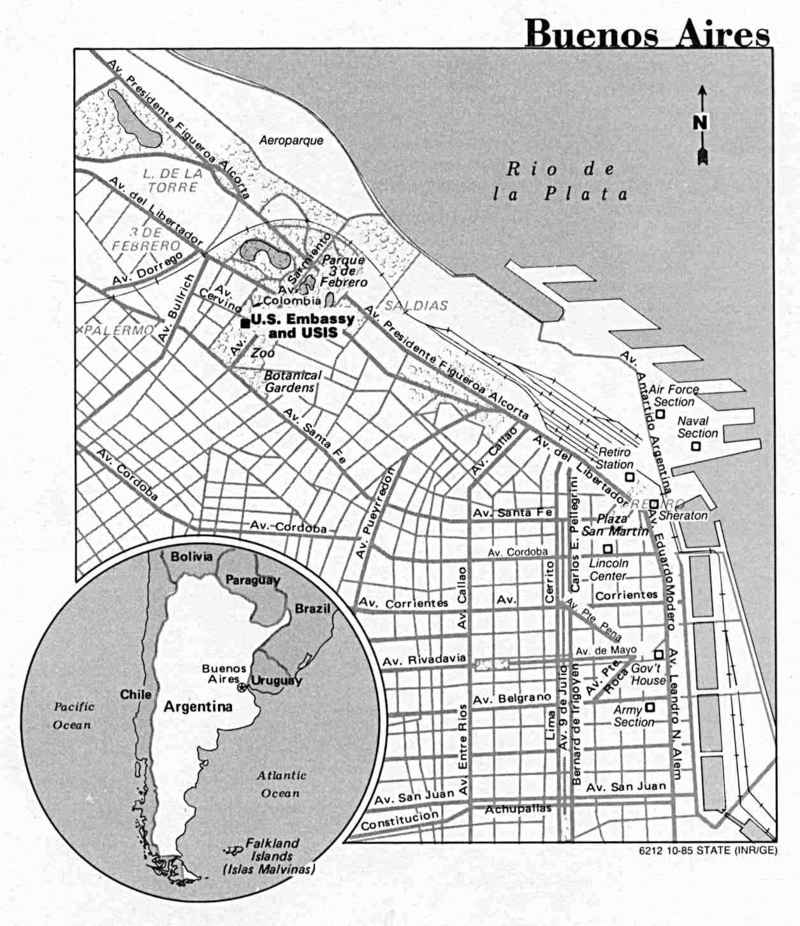 Buenos Aires
N
Rio de
la Plata
Aeroparque
Av. Presidente Figueroa Alcorta
L. DE LA
TORRE
Av. del Libertador
3 DE
FEBRERO
Av. Dorrego
Av. Bullrich
PALERMO
Av.
Cervino
Av. Sarmiento
Parque
3 de
Febrero
Colombia
SALDIAS
U.S. Embassy
and USIS
Av.
Zoo
Botanical
Gardens
Av. Presidente Figueroa Alcorta
Av. Santa Fe
Av. Cordoba
Av. Antartido Argentina
Air Force
Section
Naval
Section
Retiro
Station
Av. Callao
Av. del Libertador
Av. Pueyrredon
RETIRO
Sheraton
Plaza
San Martin
Av. Santa Fe
Av. Cordoba
Av. Cordoba
Carlos E. Pellegrini
Cerrito
Lincoln
Center
Av. Eduardo Modero
Av. Callao
Av. Corrientes
Av.
Corrientes
Av. Pte. Pena
Av. de Mayo
Av. Rivadavia
Gov't
House
Av. Pte.
Roca
Av. Belgrano
Army
Section
Av. Leandro N. Alem
Av. Entre Rios
Lima
Av. 9 de Julio
Bernard de Irigoyen
Av. San Juan
Av. San Juan
Achupallas
Constitucion
Bolivia
Paraguay
Brazil
Buenos
Aires
Uruguay
Chile
Argentina
Pacific
Ocean
Atlantic
Ocean
Falkland
Islands
(Islas Malvinas)
6212 10-85 STATE (INR/GE)